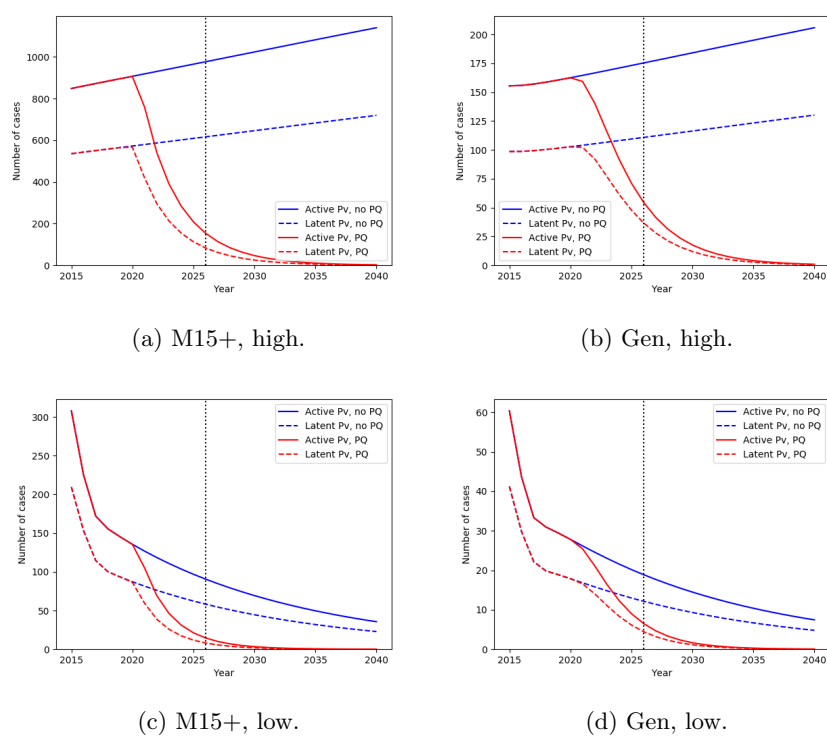 1000
800
600
400
200
0
Number of cases
Active Pv, no PQ
Latent Pv, no PQ
Active Pv, PQ
Latent Pv, PQ
2015 2020 2025 2030 2035 2040
Year
(a) M15+, high.
200
175
150
125
100
75
50
25
0
Number of cases
Active Pv, no PQ
Latent Pv, no PQ
Active Pv, PQ
Latent Pv, PQ
2015 2020 2025 2030 2035 2040
Year
(b) Gen, high.
300
250
200
150
100
50
0
Number of cases
Active Pv, no PQ
Latent Pv, no PQ
Active Pv, PQ
Latent Pv, PQ
2015 2020 2025 2030 2035 2040
Year
(c) M15+, low.
60
50
40
30
20
10
0
Number of cases
Active Pv, no PQ
Latent Pv, no PQ
Active Pv, PQ
Latent Pv, PQ
2015 2020 2025 2030 2035 2040
Year
(d) Gen, low.